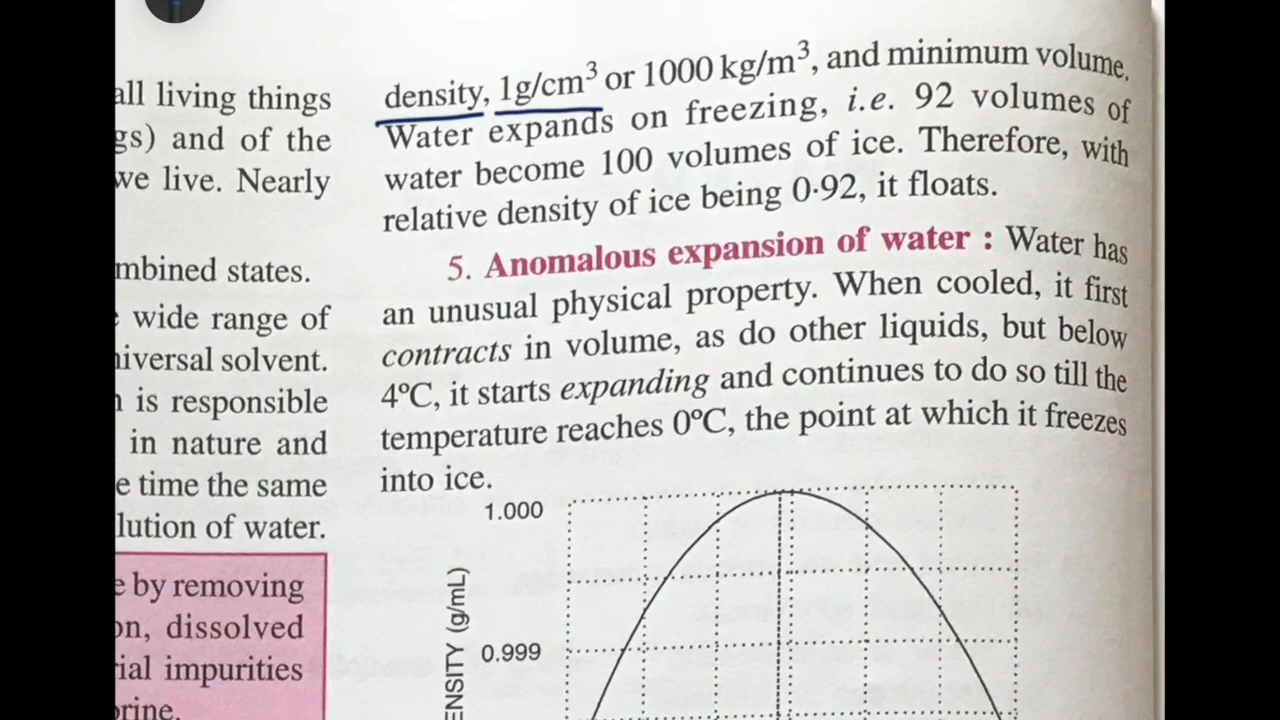 all living things
gs) and of the
we live. Nearly
mbined states.
wide range of
niversal solvent.
is responsible
in nature and
e time the same
lution of water.
e by removing
on, dissolved
rial impurities
orine.
density, 1g/cm³ or 1000 kg/m³, and minimum volume.
Water expands on freezing, i.e. 92 volumes of
water become 100 volumes of ice. Therefore, with
relative density of ice being 0·92, it floats.
5. Anomalous expansion of water : Water has
an unusual physical property. When cooled, it first
contracts in volume, as do other liquids, but below
4ºC, it starts expanding and continues to do so till the
temperature reaches 0ºC, the point at which it freezes
into ice.
1.000
0.999
ENSITY (g/mL)